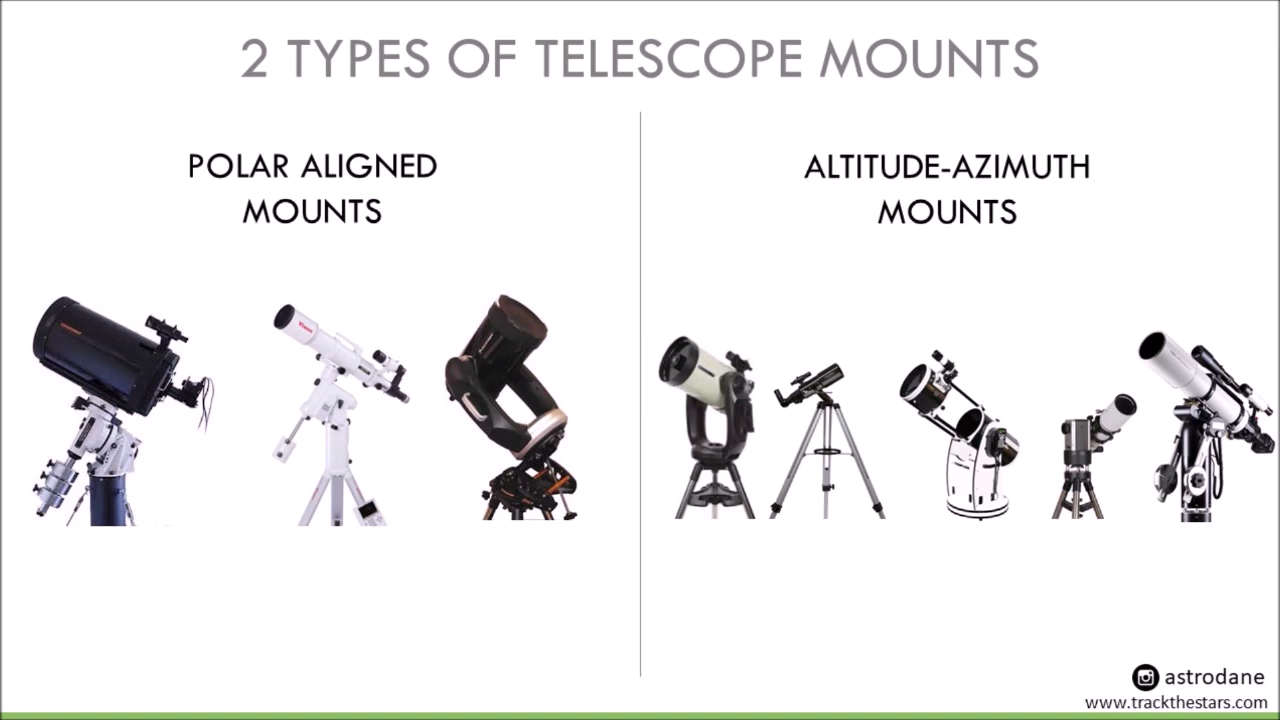 2 TYPES OF TELESCOPE MOUNTS
POLAR ALIGNED
MOUNTS
ALTITUDE-AZIMUTH
MOUNTS
astrodane
www.trackthestars.com